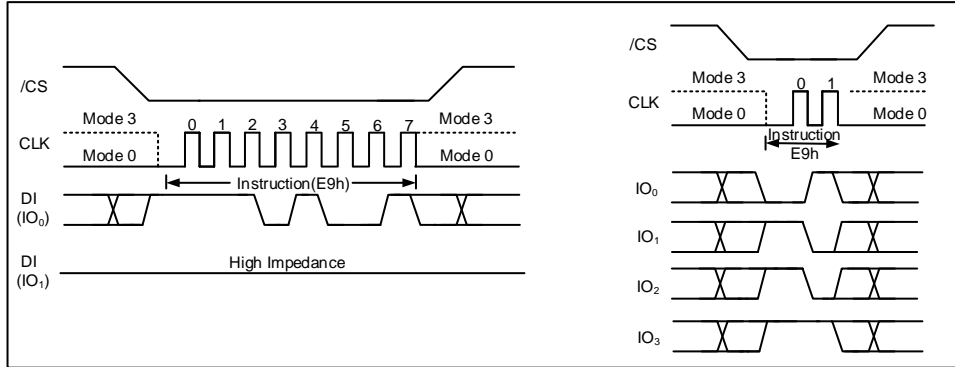 /CS
Mode 3
CLK
Mode 0
0 1 2 3 4 5 6 7
Mode 3
Mode 0
Instruction(E9h)
DI
(IO₀)
DI
(IO₁)
High Impedance
/CS
Mode 3
CLK
Mode 0
0 1
Mode 3
Mode 0
Instruction
E9h
IO₀
IO₁
IO₂
IO₃